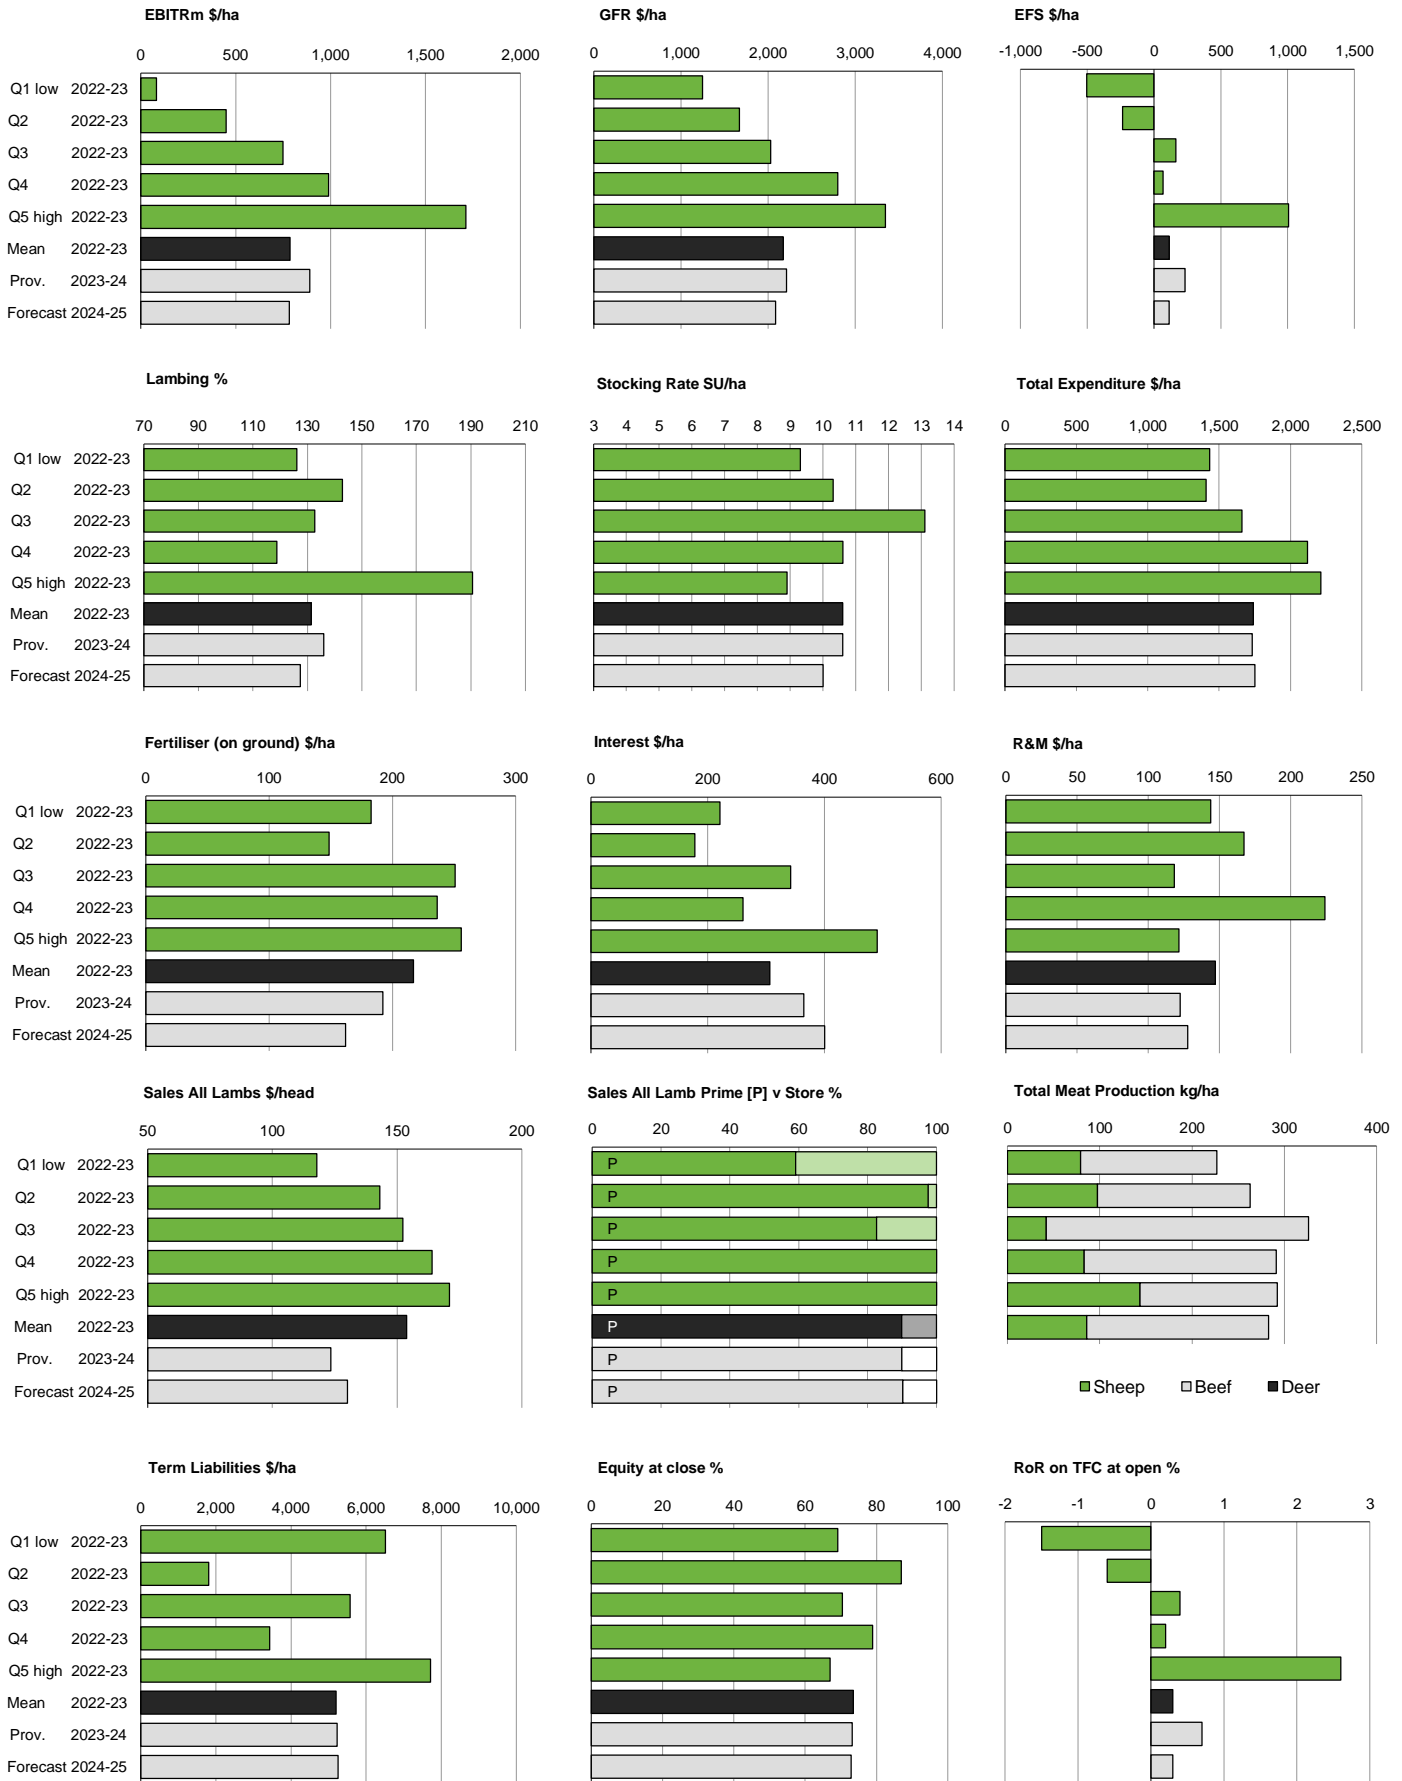 EBITRm $/ha
GFR $/ha
EFS $/ha
0 500 1,000 1,500 2,000
0 1,000 2,000 3,000 4,000
-1,000 -500 0 500 1,000 1,500
Q1 low 2022-23
Q2 2022-23
Q3 2022-23
Q4 2022-23
Q5 high 2022-23
Mean 2022-23
Prov. 2023-24
Forecast 2024-25
Lambing %
Stocking Rate SU/ha
Total Expenditure $/ha
70 90 110 130 150 170 190 210
3 4 5 6 7 8 9 10 11 12 13 14
0 500 1,000 1,500 2,000 2,500
Q1 low 2022-23
Q2 2022-23
Q3 2022-23
Q4 2022-23
Q5 high 2022-23
Mean 2022-23
Prov. 2023-24
Forecast 2024-25
Fertiliser (on ground) $/ha
Interest $/ha
R&M $/ha
0 100 200 300
0 200 400 600
0 50 100 150 200 250
Q1 low 2022-23
Q2 2022-23
Q3 2022-23
Q4 2022-23
Q5 high 2022-23
Mean 2022-23
Prov. 2023-24
Forecast 2024-25
Sales All Lambs $/head
Sales All Lamb Prime [P] v Store %
Total Meat Production kg/ha
50 100 150 200
0 20 40 60 80 100
0 100 200 300 400
Q1 low 2022-23 P
Q2 2022-23 P
Q3 2022-23 P
Q4 2022-23 P
Q5 high 2022-23 P
Mean 2022-23 P
Prov. 2023-24 P
Forecast 2024-25 P
Sheep Beef Deer
Term Liabilities $/ha
Equity at close %
RoR on TFC at open %
0 2,000 4,000 6,000 8,000 10,000
0 20 40 60 80 100
-2 -1 0 1 2 3
Q1 low 2022-23
Q2 2022-23
Q3 2022-23
Q4 2022-23
Q5 high 2022-23
Mean 2022-23
Prov. 2023-24
Forecast 2024-25